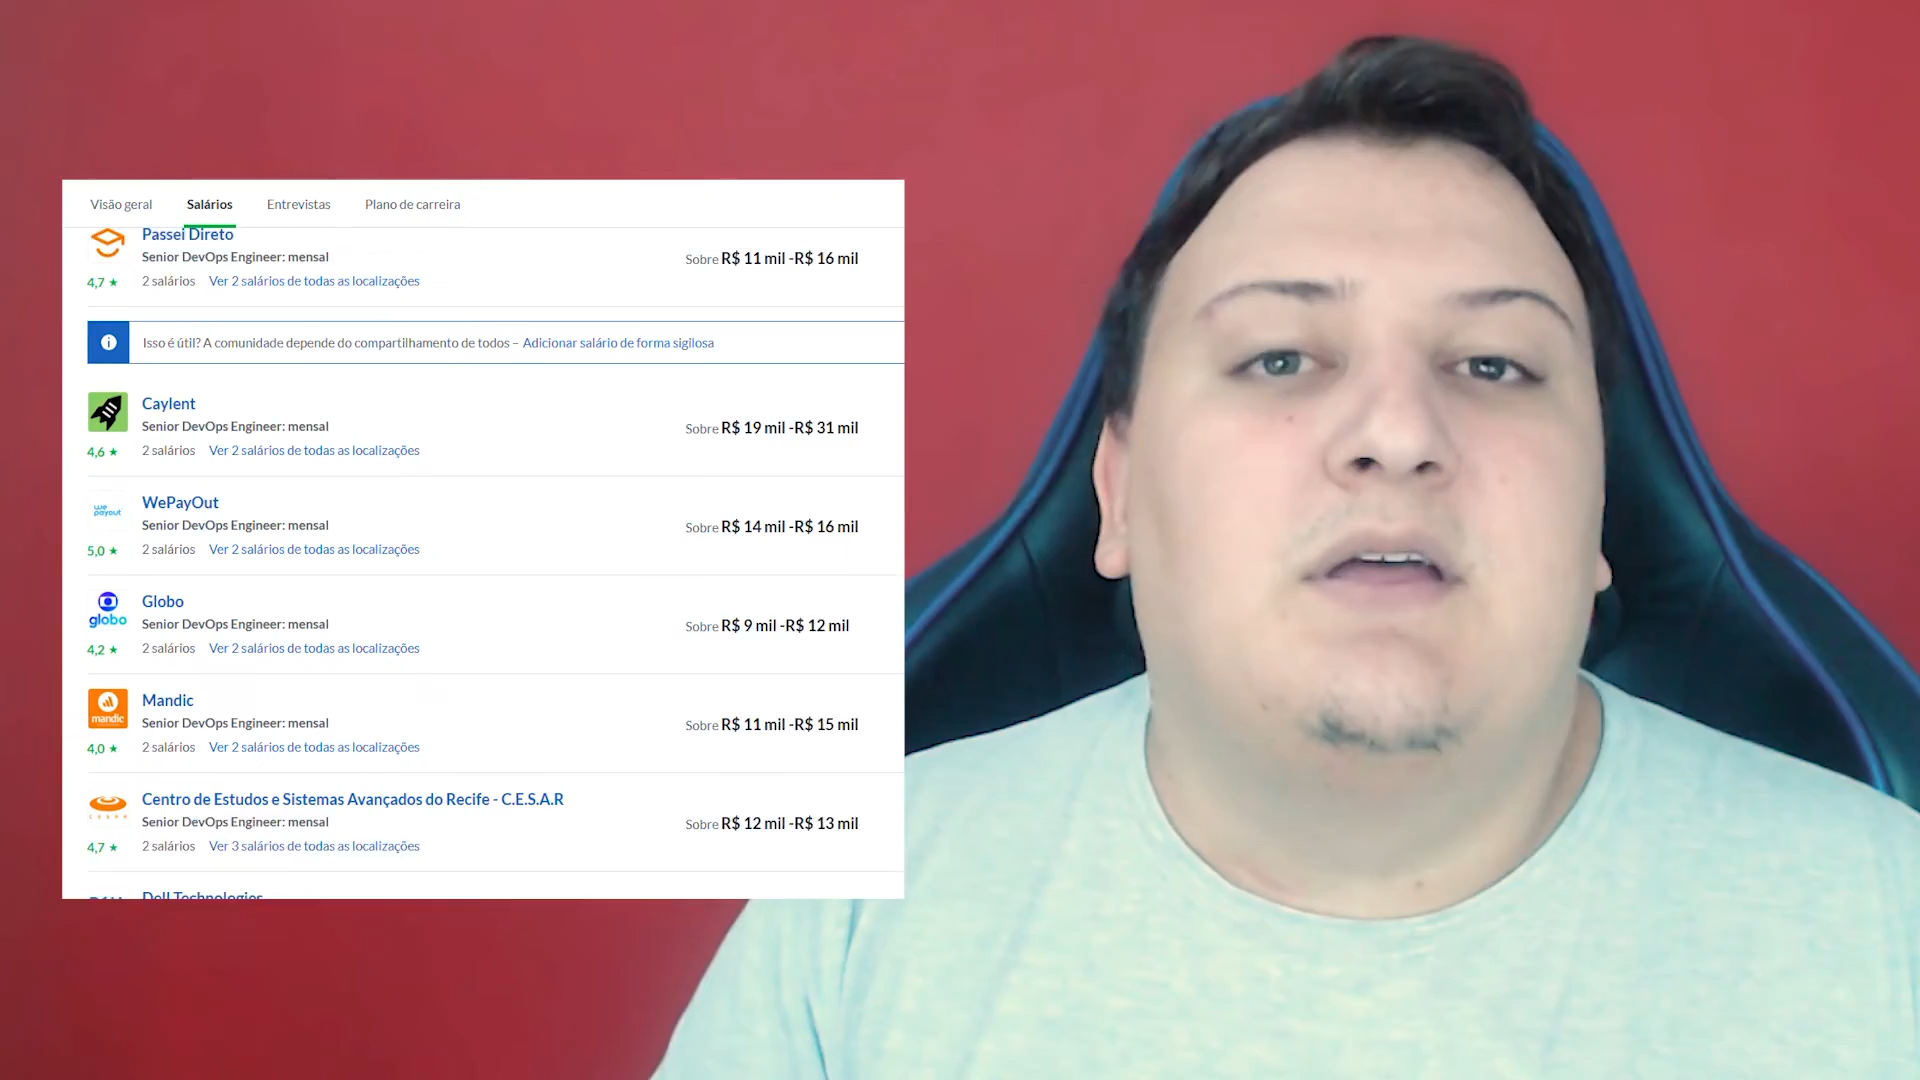 Visão geral Salários Entrevistas Plano de carreira
Passei Direto
Senior DevOps Engineer: mensal
Sobre R$ 11 mil -R$ 16 mil
4,7 ★ 2 salários Ver 2 salários de todas as localizações
Isso é útil? A comunidade depende do compartilhamento de todos – Adicionar salário de forma sigilosa
Caylent
Senior DevOps Engineer: mensal
Sobre R$ 19 mil -R$ 31 mil
4,6 ★ 2 salários Ver 2 salários de todas as localizações
we
payout
WePayOut
Senior DevOps Engineer: mensal
Sobre R$ 14 mil -R$ 16 mil
5,0 ★ 2 salários Ver 2 salários de todas as localizações
globo
Globo
Senior DevOps Engineer: mensal
Sobre R$ 9 mil -R$ 12 mil
4,2 ★ 2 salários Ver 2 salários de todas as localizações
mandic
Mandic
Senior DevOps Engineer: mensal
Sobre R$ 11 mil -R$ 15 mil
4,0 ★ 2 salários Ver 2 salários de todas as localizações
CESAR
Centro de Estudos e Sistemas Avançados do Recife - C.E.S.A.R
Senior DevOps Engineer: mensal
Sobre R$ 12 mil -R$ 13 mil
4,7 ★ 2 salários Ver 3 salários de todas as localizações
Dell Technologies